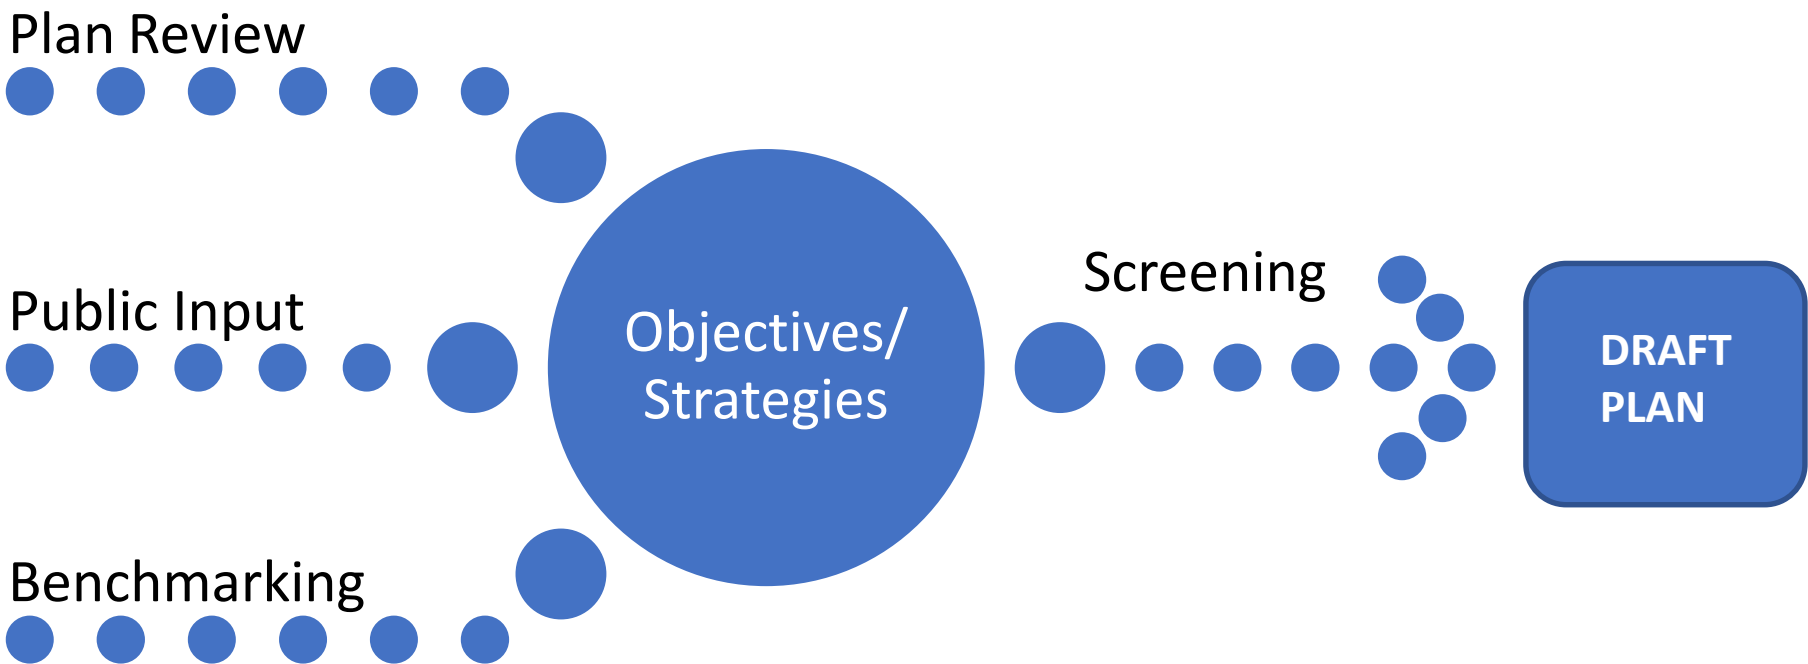 Plan Review
Public Input
Benchmarking
Objectives/
Strategies
Screening
DRAFT
PLAN